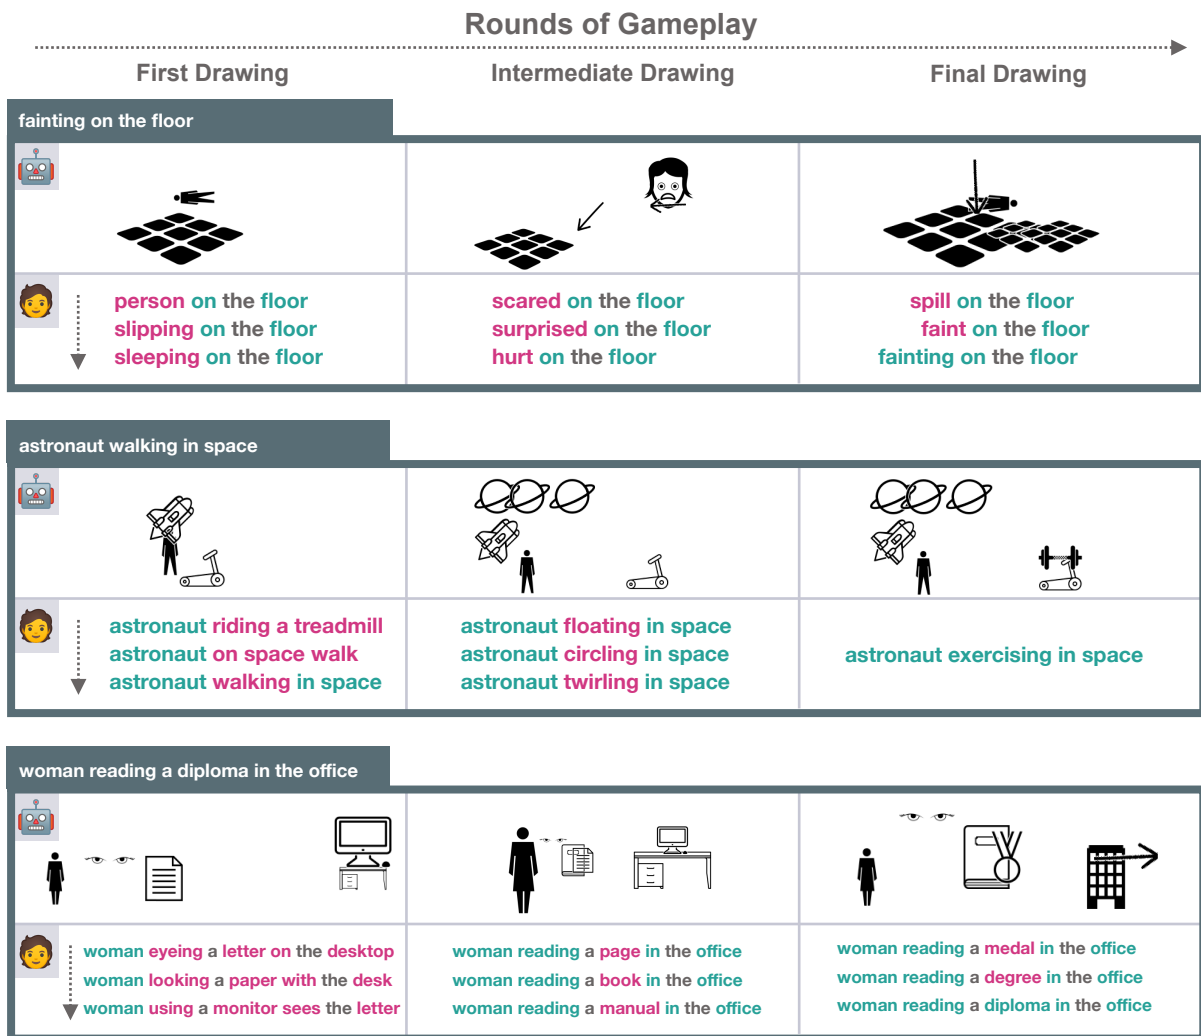 Rounds of Gameplay
First Drawing
Intermediate Drawing
Final Drawing
fainting on the floor
person on the floor
slipping on the floor
sleeping on the floor
scared on the floor
surprised on the floor
hurt on the floor
spill on the floor
faint on the floor
fainting on the floor
astronaut walking in space
astronaut riding a treadmill
astronaut on space walk
astronaut walking in space
astronaut floating in space
astronaut circling in space
astronaut twirling in space
astronaut exercising in space
woman reading a diploma in the office
woman eyeing a letter on the desktop
woman looking a paper with the desk
woman using a monitor sees the letter
woman reading a page in the office
woman reading a book in the office
woman reading a manual in the office
woman reading a medal in the office
woman reading a degree in the office
woman reading a diploma in the office